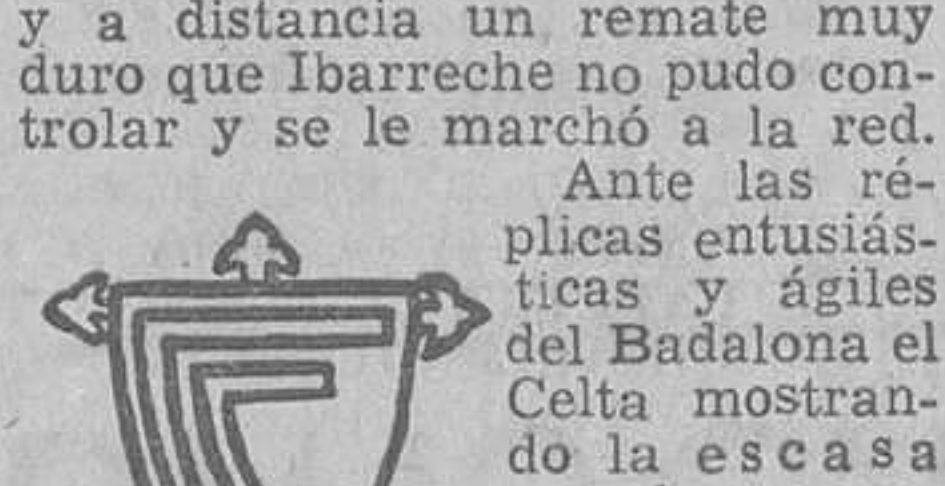 y a distancia un remate muy
duro que Ibarreche no pudo con-
trolar y se le marchó a la red.
Ante las ré-
plicas entusiás-
ticas y ágiles
del Badalona el
Celta mostran-
do la escasa